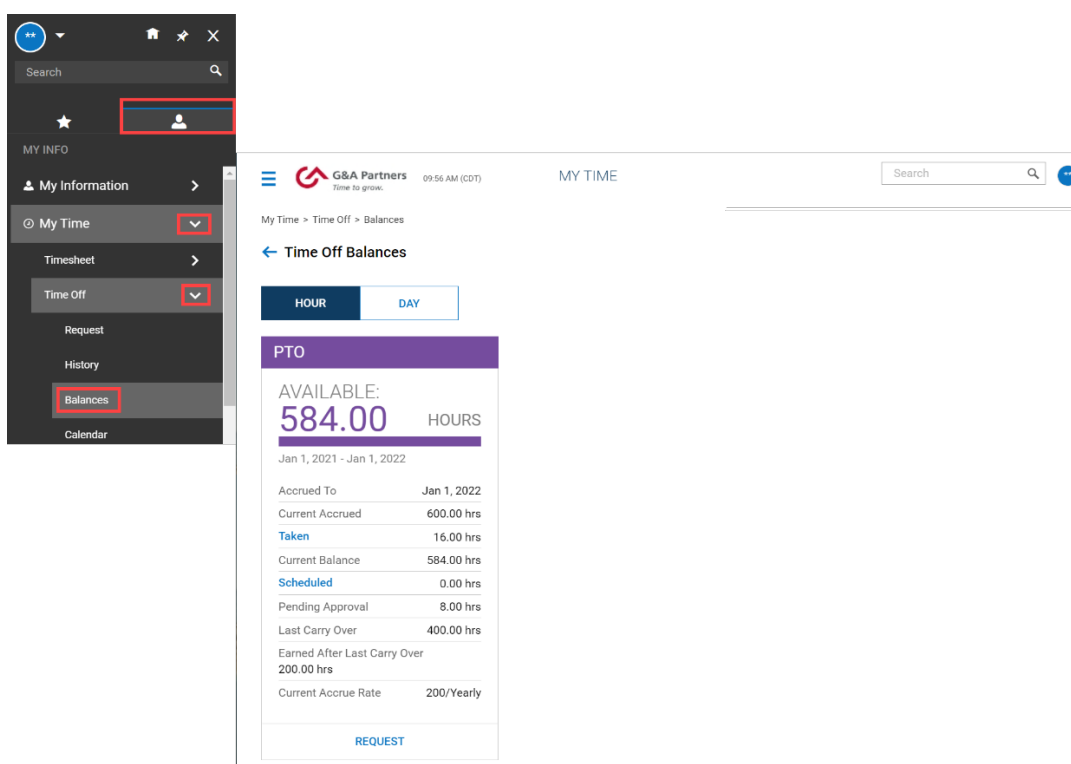 **
Search
MY INFO
My Information
My Time
Timesheet
Time Off
Request
History
Balances
Calendar
G&A Partners
Time to grow.
09:56 AM (CDT)
MY TIME
Search
**
My Time > Time Off > Balances
Time Off Balances
HOUR DAY
PTO
AVAILABLE:
584.00 HOURS
Jan 1, 2021 - Jan 1, 2022
Accrued To Jan 1, 2022
Current Accrued 600.00 hrs
Taken 16.00 hrs
Current Balance 584.00 hrs
Scheduled 0.00 hrs
Pending Approval 8.00 hrs
Last Carry Over 400.00 hrs
Earned After Last Carry Over
200.00 hrs
Current Accrue Rate 200/Yearly
REQUEST